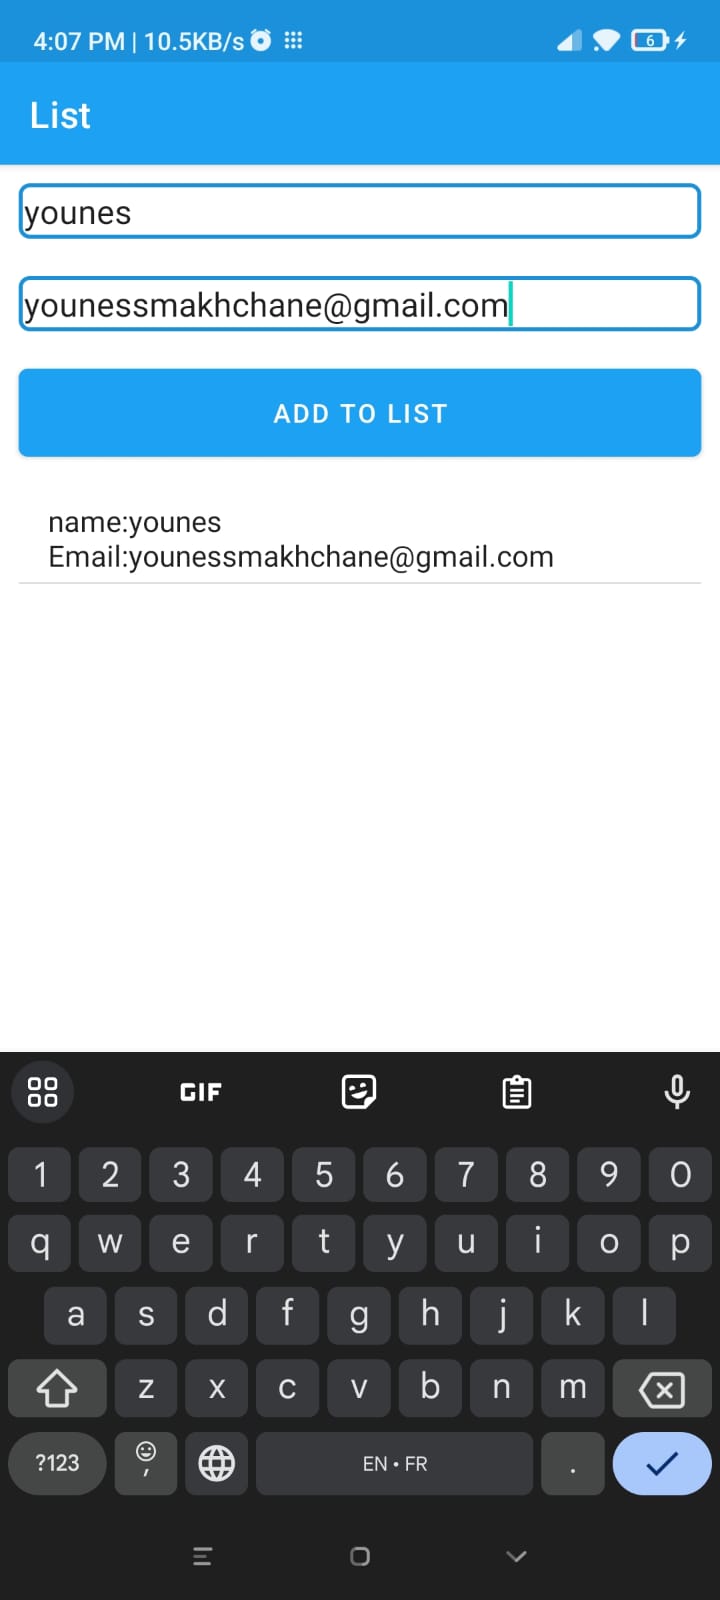 4:07 PM | 10.5KB/s
6
List
younes
younessmakhchane@gmail.com
ADD TO LIST
name:younes
Email:younessmakhchane@gmail.com
GIF
1 2 3 4 5 6 7 8 9 0
q w e r t y u i o p
a s d f g h j k l
z x c v b n m
?123 , EN • FR .